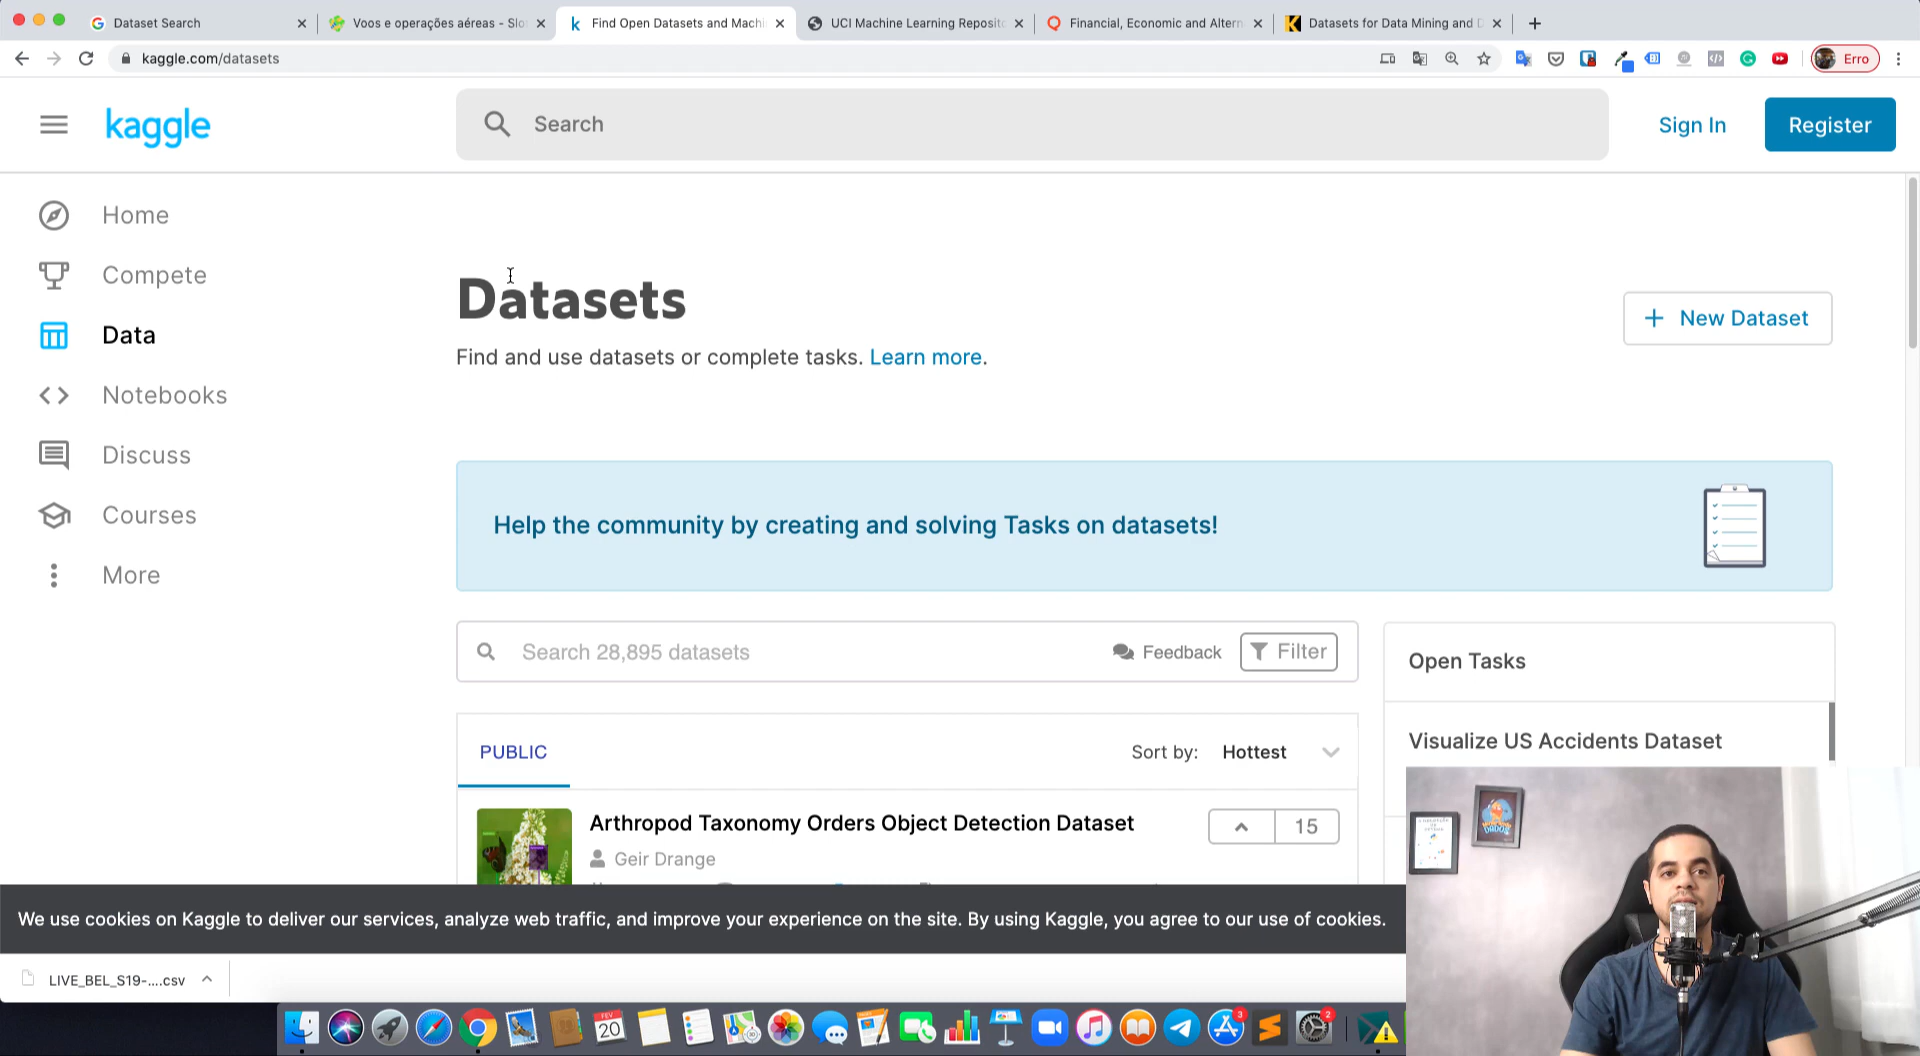 Dataset Search
Voos e operações aéreas - Slo
Find Open Datasets and Machi
UCI Machine Learning Reposito
Financial, Economic and Altern
Datasets for Data Mining and D
kaggle.com/datasets
Erro
kaggle
Search
Sign In
Register
Home
Compete
Data
Notebooks
Discuss
Courses
More
Datasets
Find and use datasets or complete tasks. Learn more.
+ New Dataset
Help the community by creating and solving Tasks on datasets!
Search 28,895 datasets
Feedback
Filter
Open Tasks
PUBLIC
Sort by: Hottest
Visualize US Accidents Dataset
Arthropod Taxonomy Orders Object Detection Dataset
15
Geir Drange
We use cookies on Kaggle to deliver our services, analyze web traffic, and improve your experience on the site. By using Kaggle, you agree to our use of cookies.
LIVE_BEL_S19-....csv
FEV
20
3
2